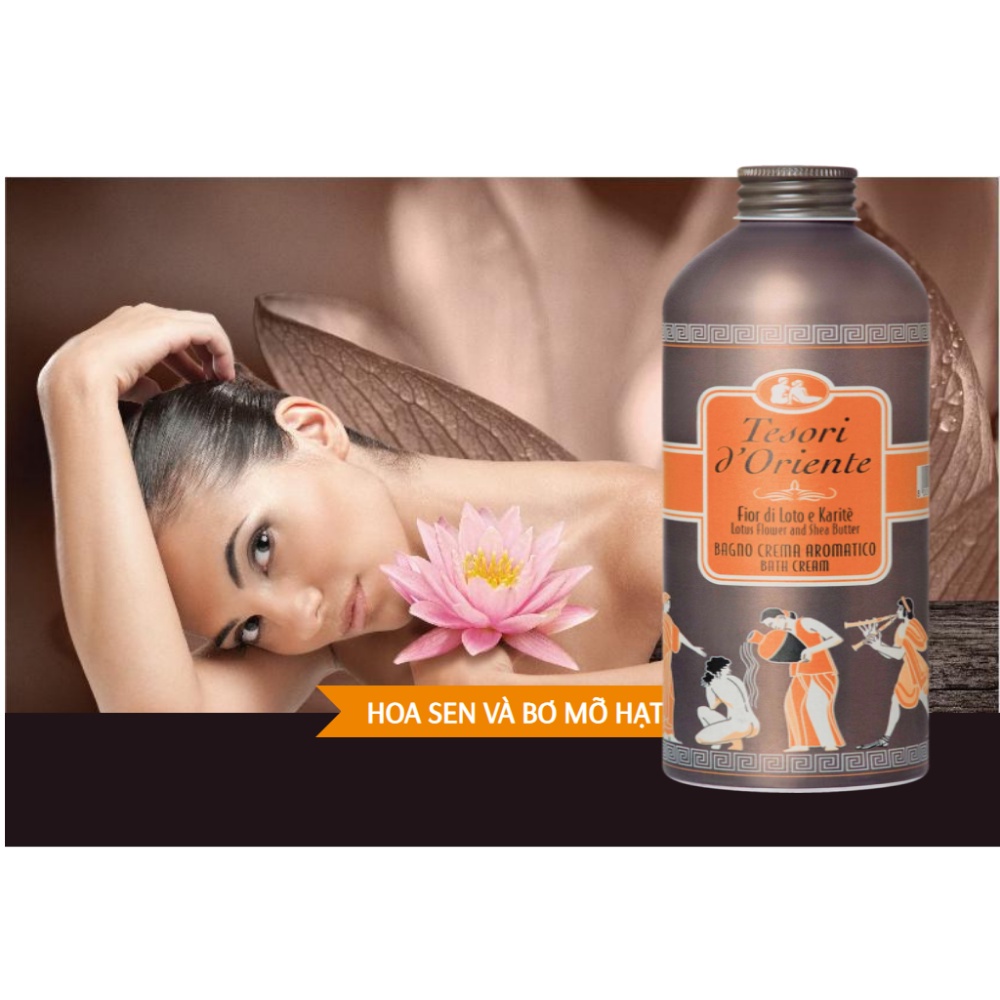 Tesori
d'Oriente
Fior di Loto e Karitè
Lotus Flower and Shea Butter
BAGNO CREMA AROMATICO
BATH CREAM
HOA SEN VÀ BƠ MỠ HẠT